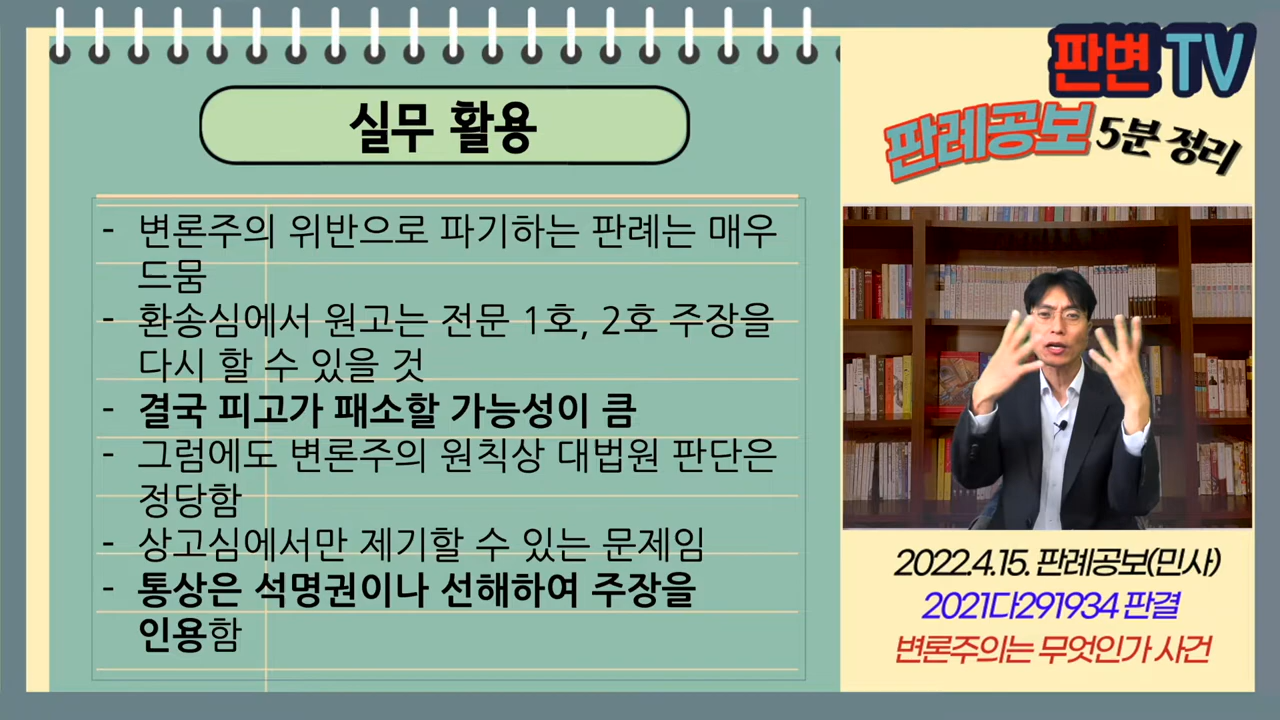 실무 활용
- 변론주의 위반으로 파기하는 판례는 매우
드뭄
- 환송심에서 원고는 전문 1호, 2호 주장을
다시 할 수 있을 것
- 결국 피고가 패소할 가능성이 큼
- 그럼에도 변론주의 원칙상 대법원 판단은
정당함
- 상고심에서만 제기할 수 있는 문제임
- 통상은 석명권이나 선해하여 주장을
인용함
판변 TV
판례공보 5분 정리
2022.4.15. 판례공보(민사)
2021다291934 판결
변론주의는 무엇인가 사건